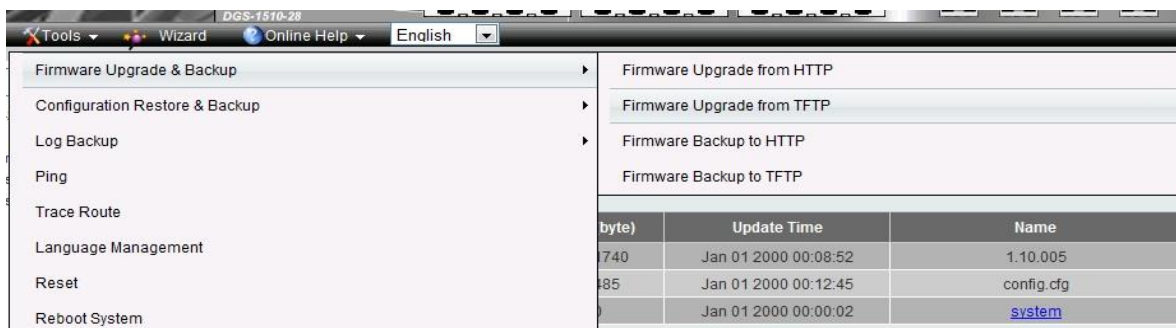 DGS-1510-28
Tools Wizard Online Help English
Firmware Upgrade & Backup
Configuration Restore & Backup
Log Backup
Ping
Trace Route
Language Management
Reset
Reboot System
Firmware Upgrade from HTTP
Firmware Upgrade from TFTP
Firmware Backup to HTTP
Firmware Backup to TFTP
byte) Update Time Name
1740 Jan 01 2000 00:08:52 1.10.005
485 Jan 01 2000 00:12:45 config.cfg
Jan 01 2000 00:00:02 system